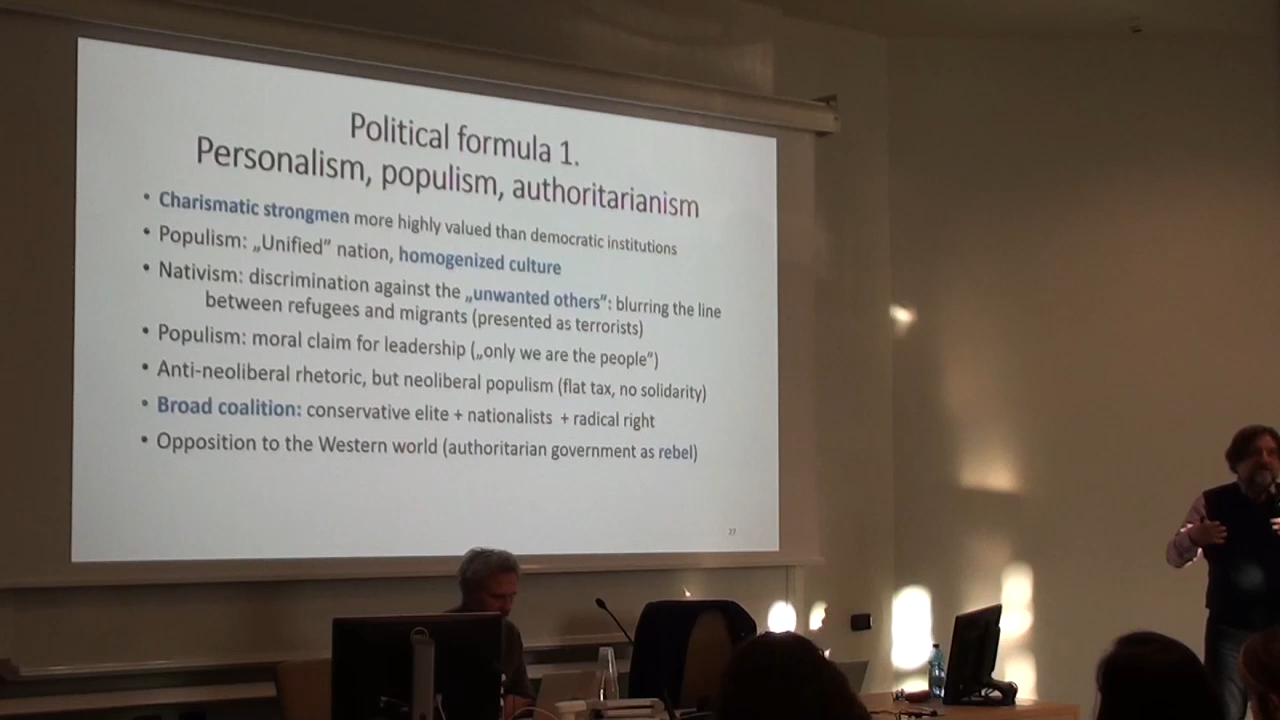 Political formula 1.
Personalism, populism, authoritarianism
• Charismatic strongmen more highly valued than democratic institutions
• Populism: „Unified” nation, homogenized culture
• Nativism: discrimination against the „unwanted others”: blurring the line
between refugees and migrants (presented as terrorists)
• Populism: moral claim for leadership („only we are the people”)
• Anti-neoliberal rhetoric, but neoliberal populism (flat tax, no solidarity)
• Broad coalition: conservative elite + nationalists + radical right
• Opposition to the Western world (authoritarian government as rebel)
27